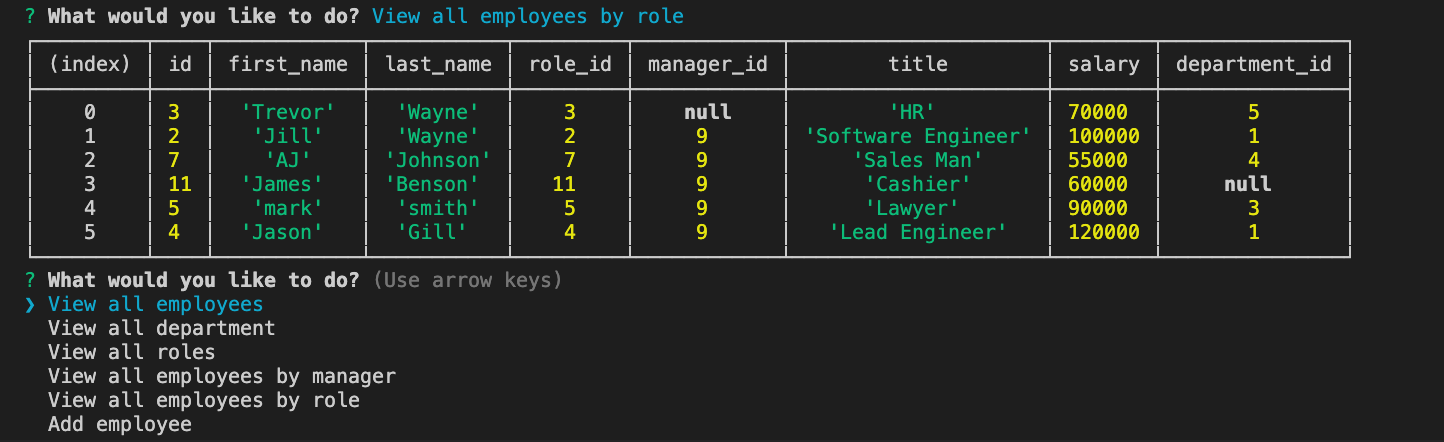 ? What would you like to do? View all employees by role
(index) id first_name last_name role_id manager_id title salary department_id
0 3 'Trevor' 'Wayne' 3 null 'HR' 70000 5
1 2 'Jill' 'Wayne' 2 9 'Software Engineer' 100000 1
2 7 'AJ' 'Johnson' 7 9 'Sales Man' 55000 4
3 11 'James' 'Benson' 11 9 'Cashier' 60000 null
4 5 'mark' 'smith' 5 9 'Lawyer' 90000 3
5 4 'Jason' 'Gill' 4 9 'Lead Engineer' 120000 1
? What would you like to do? (Use arrow keys)
❯ View all employees
View all department
View all roles
View all employees by manager
View all employees by role
Add employee